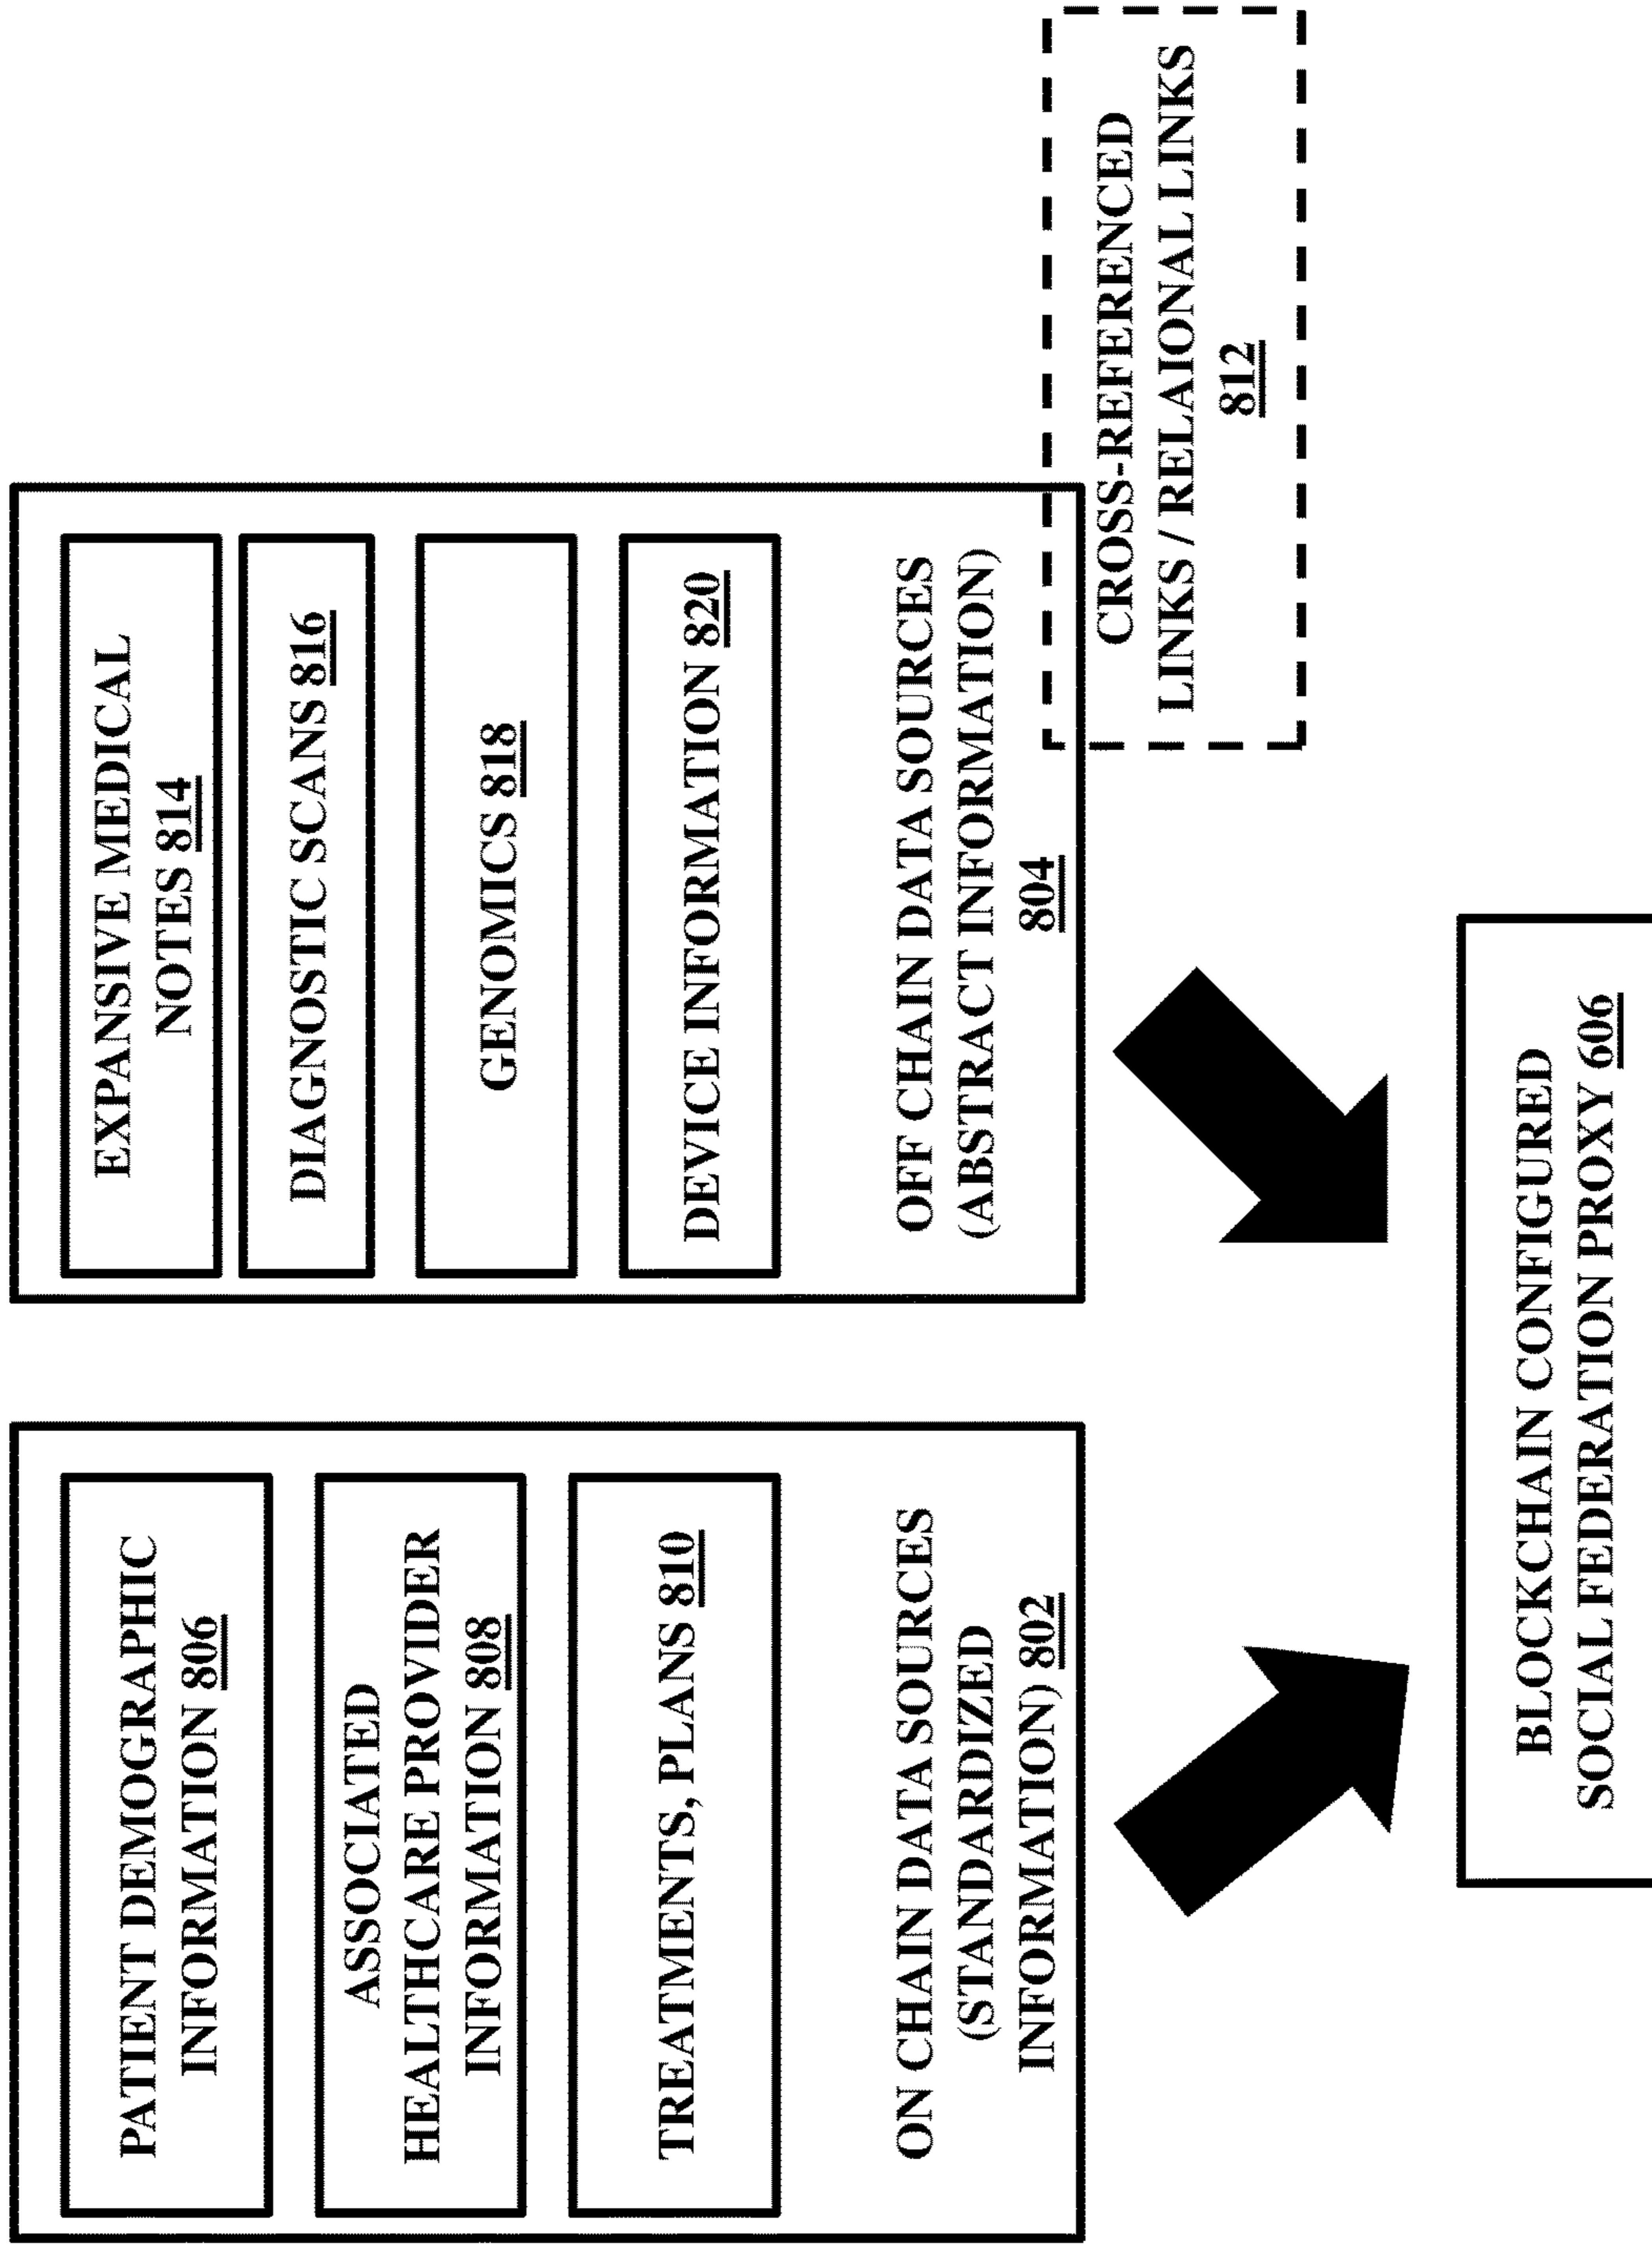 PATIENT DEMOGRAPHIC
INFORMATION 806
ASSOCIATED
HEALTHCARE PROVIDER
INFORMATION 808
TREATMENTS, PLANS 810
ON CHAIN DATA SOURCES
(STANDARDIZED
INFORMATION) 802
EXPANSIVE MEDICAL
NOTES 814
DIAGNOSTIC SCANS 816
GENOMICS 818
DEVICE INFORMATION 820
OFF CHAIN DATA SOURCES
(ABSTRACT INFORMATION)
804
CROSS-REFERENCED
LINKS / RELAIONAL LINKS
812
BLOCKCHAIN CONFIGURED
SOCIAL FEDERATION PROXY 606